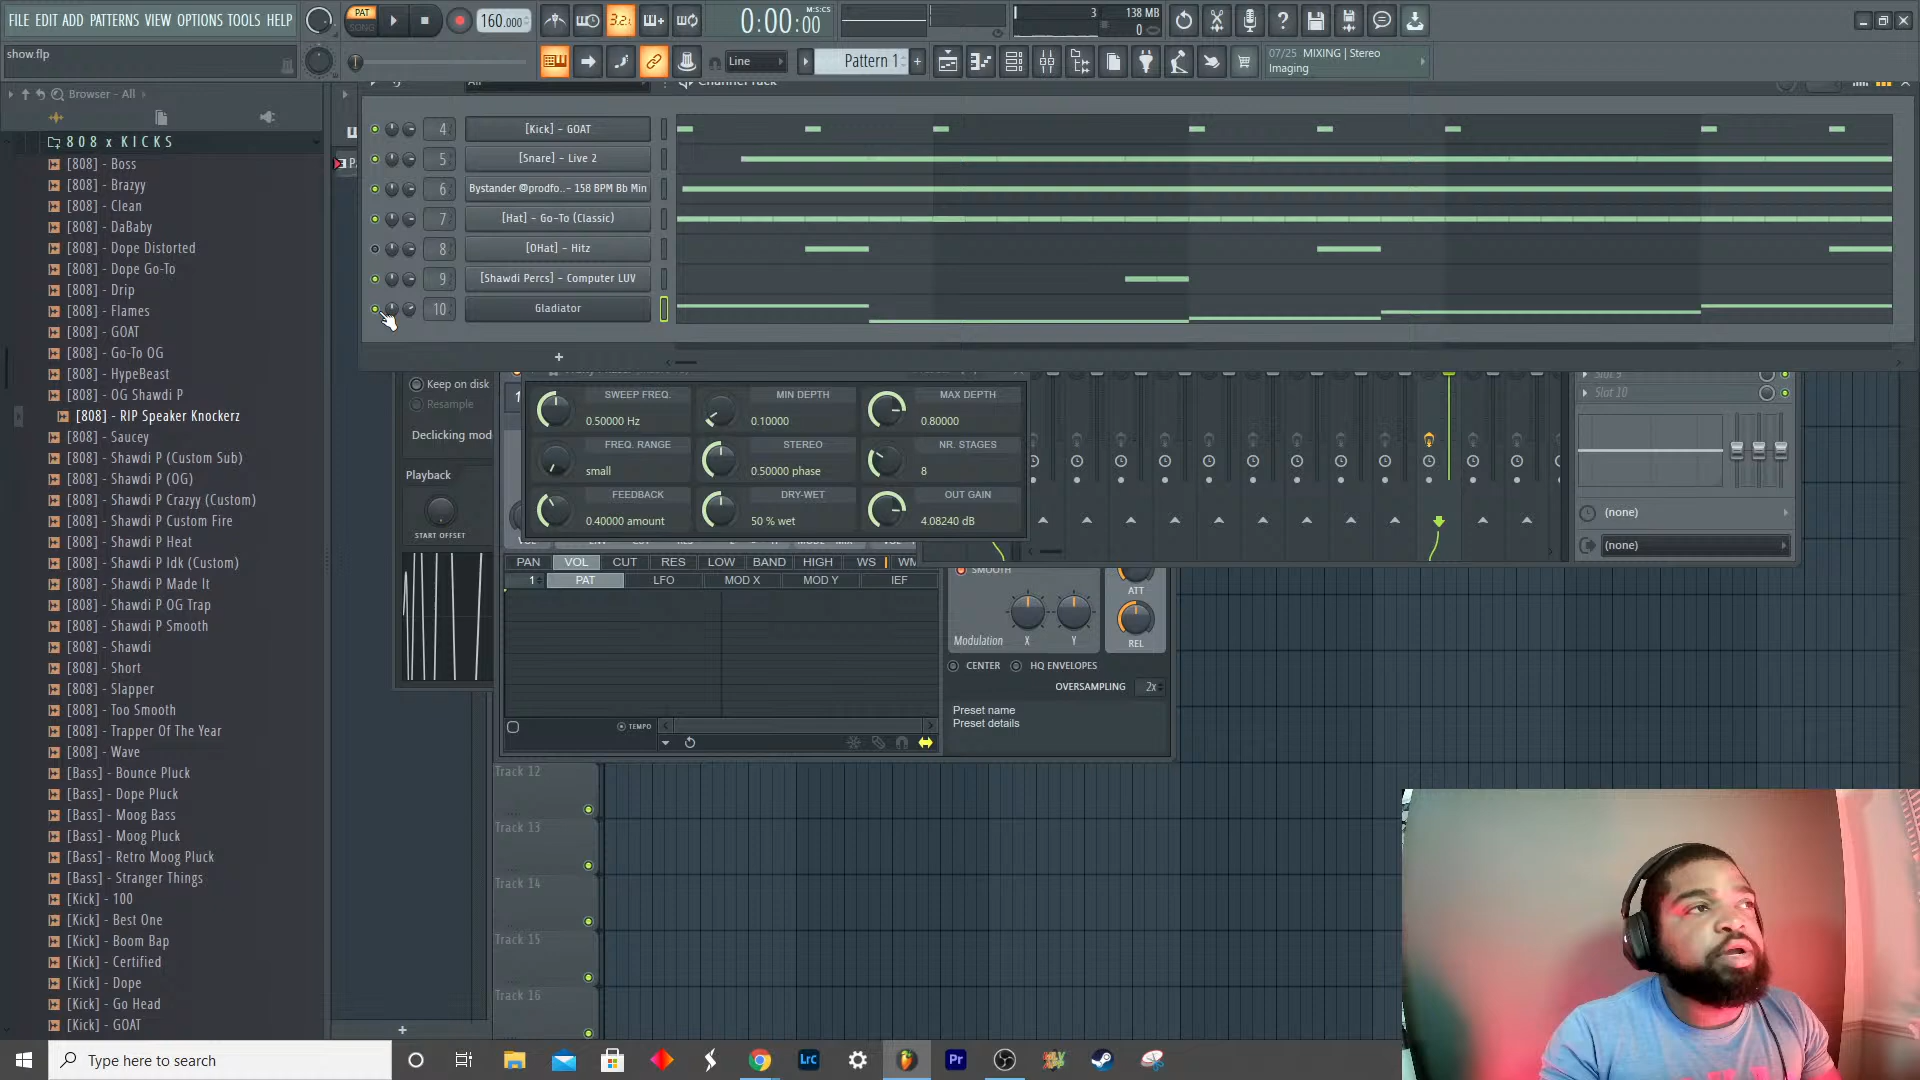 FILE EDIT ADD PATTERNS VIEW OPTIONS TOOLS HELP
PAT
SONG
160.000
3.2.
0:00:00
M:S:CS
3
138 MB
0
show.flp
Line
Pattern 1
07/25 MIXING | Stereo
Imaging
Browser - All
All
Channel rack
808 x KICKS
[808] - Boss
[808] - Brazyy
[808] - Clean
[808] - DaBaby
[808] - Dope Distorted
[808] - Dope Go-To
[808] - Drip
[808] - Flames
[808] - GOAT
[808] - Go-To OG
[808] - HypeBeast
[808] - OG Shawdi P
[808] - RIP Speaker Knockerz
[808] - Saucey
[808] - Shawdi P (Custom Sub)
[808] - Shawdi P (OG)
[808] - Shawdi P Crazyy (Custom)
[808] - Shawdi P Custom Fire
[808] - Shawdi P Heat
[808] - Shawdi P Idk (Custom)
[808] - Shawdi P Made It
[808] - Shawdi P OG Trap
[808] - Shawdi P Smooth
[808] - Shawdi
[808] - Short
[808] - Slapper
[808] - Too Smooth
[808] - Trapper Of The Year
[808] - Wave
[Bass] - Bounce Pluck
[Bass] - Dope Pluck
[Bass] - Moog Bass
[Bass] - Moog Pluck
[Bass] - Retro Moog Pluck
[Bass] - Stranger Things
[Kick] - 100
[Kick] - Best One
[Kick] - Boom Bap
[Kick] - Certified
[Kick] - Dope
[Kick] - Go Head
[Kick] - GOAT
4 [Kick] - GOAT
5 [Snare] - Live 2
6 Bystander @prodfo..- 158 BPM Bb Min
7 [Hat] - Go-To (Classic)
8 [OHat] - Hitz
9 [Shawdi Percs] - Computer LUV
10 Gladiator
+
Keep on disk
Resample
Declicking mod
Playback
START OFFSET
SWEEP FREQ.
0.50000 Hz
MIN DEPTH
0.10000
MAX DEPTH
0.80000
FREQ. RANGE
small
STEREO
0.50000 phase
NR. STAGES
8
FEEDBACK
0.40000 amount
DRY-WET
50 % wet
OUT GAIN
4.08240 dB
PAN VOL CUT RES LOW BAND HIGH WS
1 PAT LFO MOD X MOD Y IEF
TEMPO
SMOOTH
Modulation X Y
ATT
REL
CENTER HQ ENVELOPES
OVERSAMPLING 2x
Preset name
Preset details
Slot 10
(none)
(none)
Track 12
Track 13
Track 14
Track 15
Track 16
Type here to search
Lrc
Pr